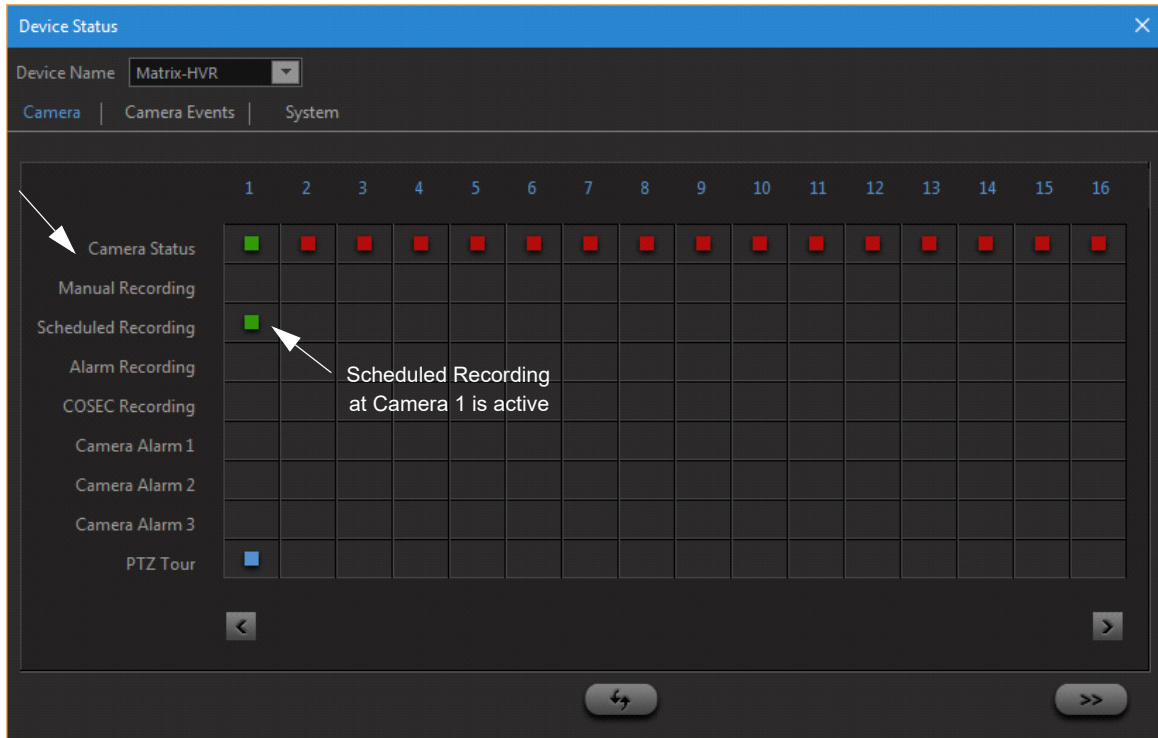 Device Status
Device Name Matrix-HVR
Camera | Camera Events | System
1 2 3 4 5 6 7 8 9 10 11 12 13 14 15 16
Camera Status
Manual Recording
Scheduled Recording
Alarm Recording
Scheduled Recording
at Camera 1 is active
COSEC Recording
Camera Alarm 1
Camera Alarm 2
Camera Alarm 3
PTZ Tour
< >
>>